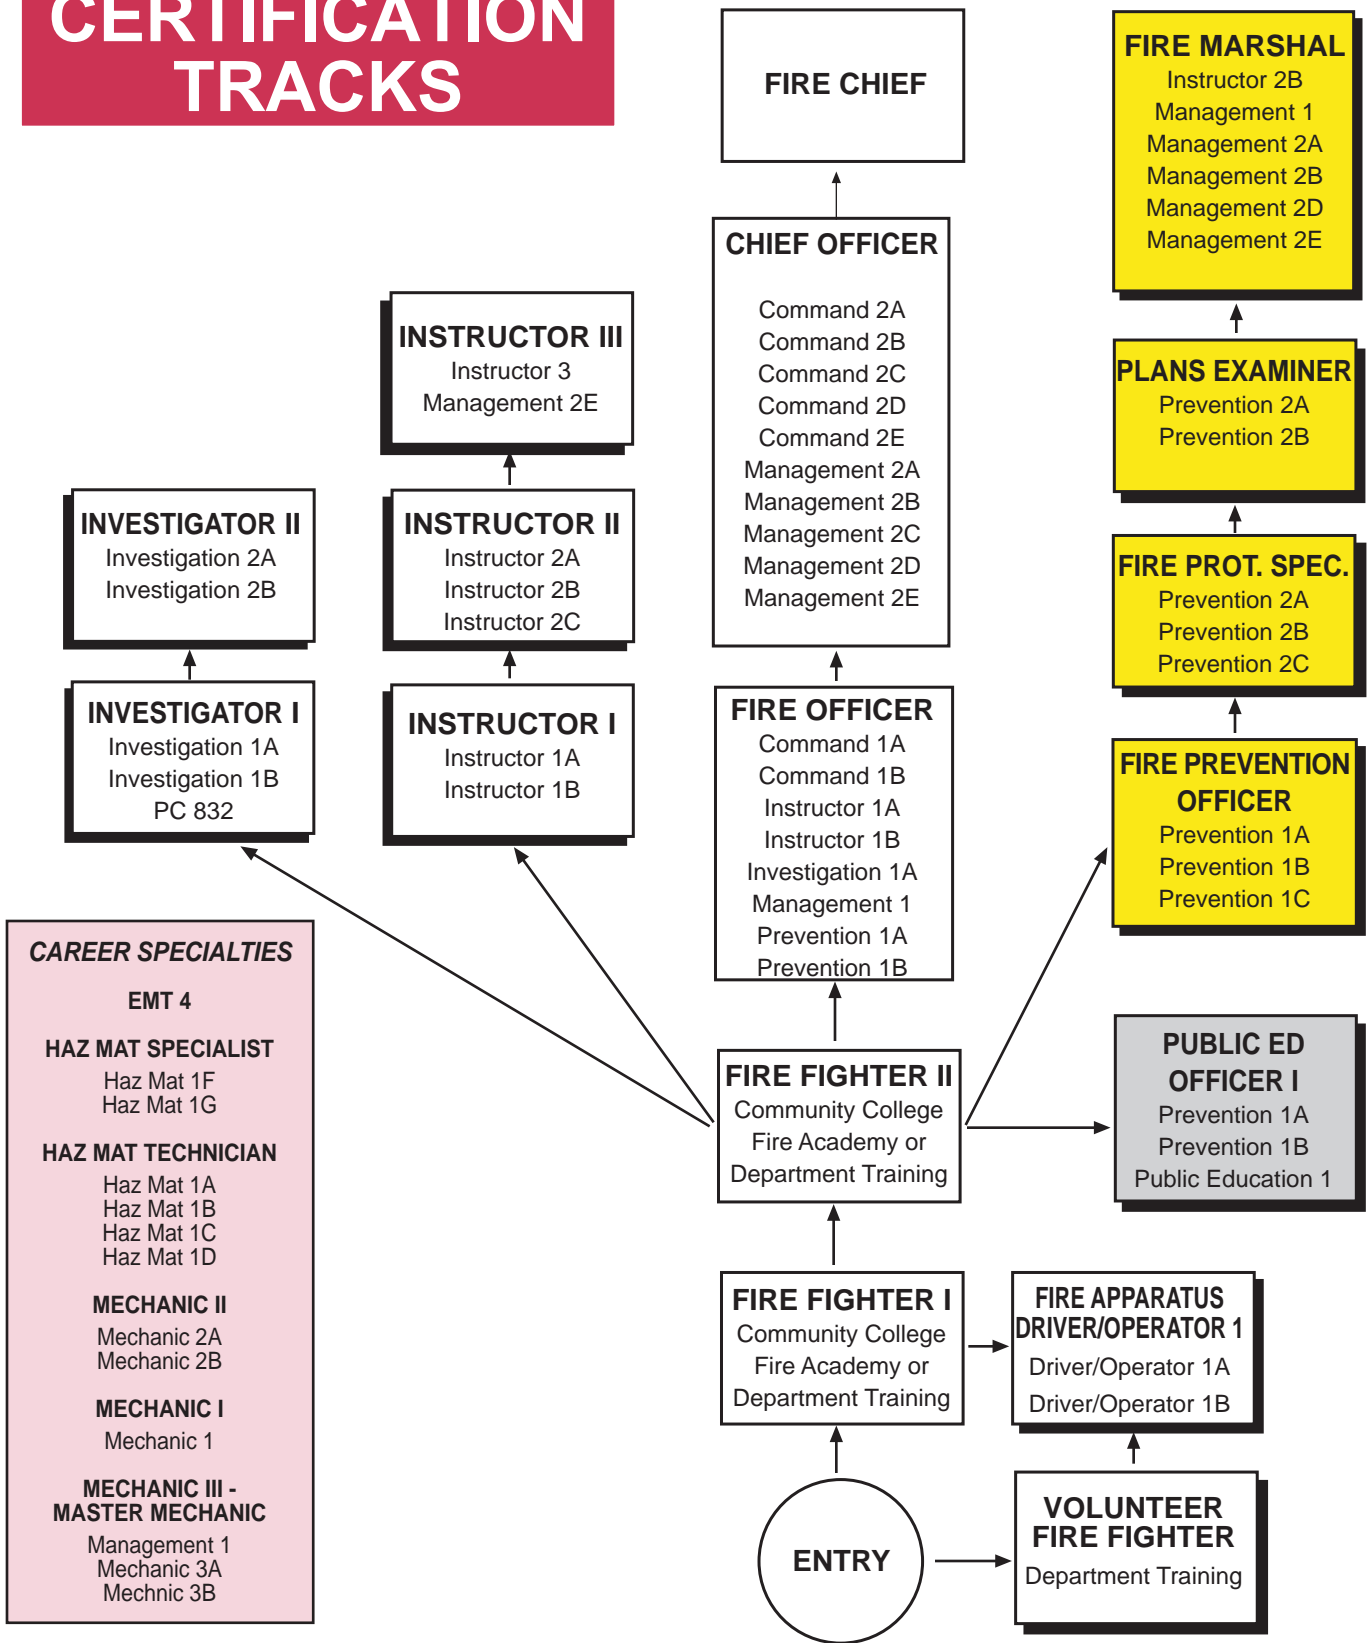 CERTIFICATION
TRACKS
FIRE CHIEF
FIRE MARSHAL
Instructor 2B
Management 1
Management 2A
Management 2B
Management 2D
Management 2E
CHIEF OFFICER
Command 2A
Command 2B
Command 2C
Command 2D
Command 2E
Management 2A
Management 2B
Management 2C
Management 2D
Management 2E
INSTRUCTOR III
Instructor 3
Management 2E
PLANS EXAMINER
Prevention 2A
Prevention 2B
INVESTIGATOR II
Investigation 2A
Investigation 2B
INSTRUCTOR II
Instructor 2A
Instructor 2B
Instructor 2C
FIRE PROT. SPEC.
Prevention 2A
Prevention 2B
Prevention 2C
INVESTIGATOR I
Investigation 1A
Investigation 1B
PC 832
INSTRUCTOR I
Instructor 1A
Instructor 1B
FIRE OFFICER
Command 1A
Command 1B
Instructor 1A
Instructor 1B
Investigation 1A
Management 1
Prevention 1A
Prevention 1B
FIRE PREVENTION
OFFICER
Prevention 1A
Prevention 1B
Prevention 1C
CAREER SPECIALTIES
EMT 4
HAZ MAT SPECIALIST
Haz Mat 1F
Haz Mat 1G
HAZ MAT TECHNICIAN
Haz Mat 1A
Haz Mat 1B
Haz Mat 1C
Haz Mat 1D
MECHANIC II
Mechanic 2A
Mechanic 2B
MECHANIC I
Mechanic 1
MECHANIC III -
MASTER MECHANIC
Management 1
Mechanic 3A
Mechnic 3B
FIRE FIGHTER II
Community College
Fire Academy or
Department Training
PUBLIC ED
OFFICER I
Prevention 1A
Prevention 1B
Public Education 1
FIRE FIGHTER I
Community College
Fire Academy or
Department Training
FIRE APPARATUS
DRIVER/OPERATOR 1
Driver/Operator 1A
Driver/Operator 1B
ENTRY
VOLUNTEER
FIRE FIGHTER
Department Training